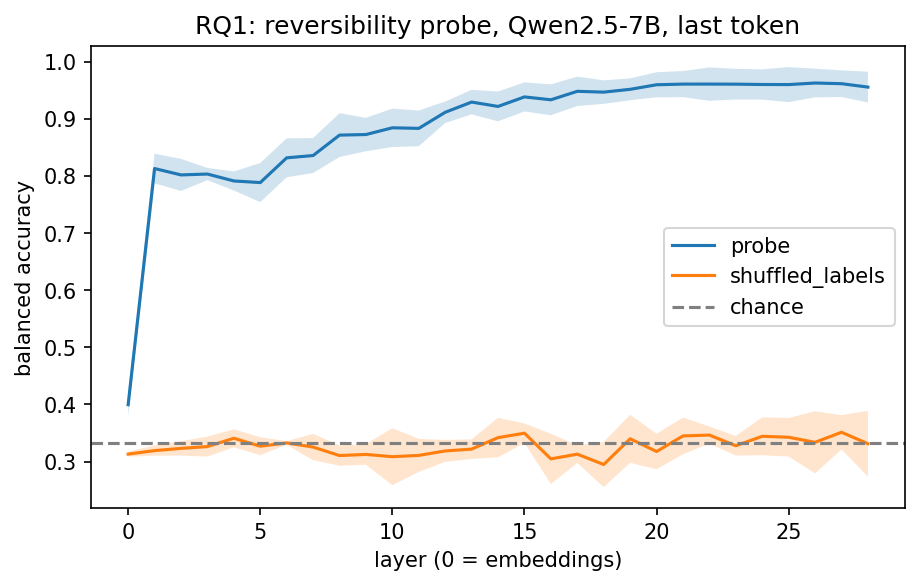 RQ1: reversibility probe, Qwen2.5-7B, last token
1.0
0.9
0.8
0.7
0.6
0.5
0.4
0.3
balanced accuracy
probe
shuffled_labels
chance
0 5 10 15 20 25
layer (0 = embeddings)